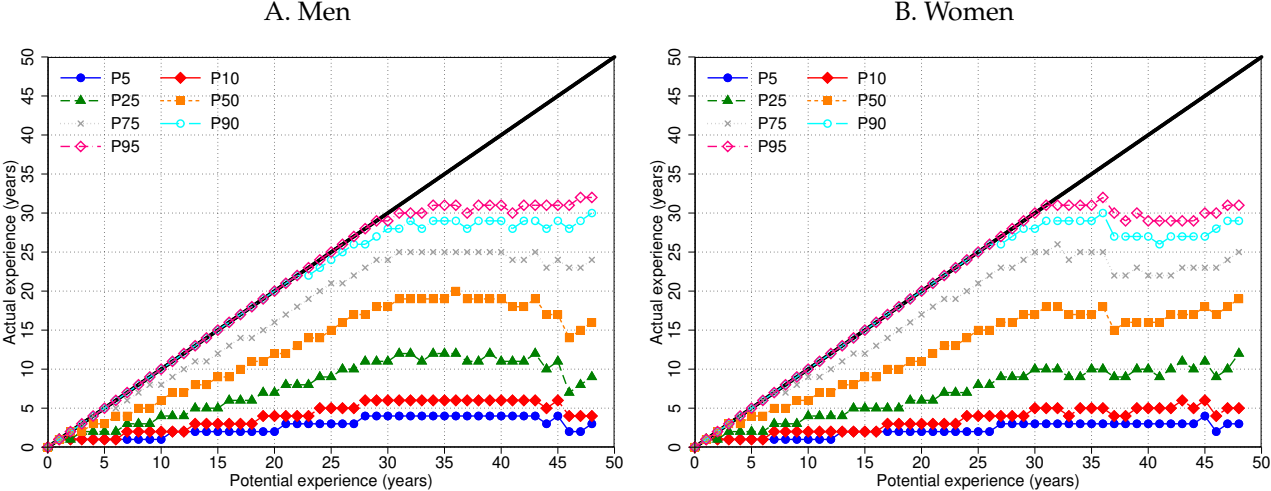 A. Men
Actual experience (years)
50
45
40
35
30
25
20
15
10
5
0
P5 P10
P25 P50
P75 P90
P95
0 5 10 15 20 25 30 35 40 45 50
Potential experience (years)
B. Women
Actual experience (years)
50
45
40
35
30
25
20
15
10
5
0
P5 P10
P25 P50
P75 P90
P95
0 5 10 15 20 25 30 35 40 45 50
Potential experience (years)